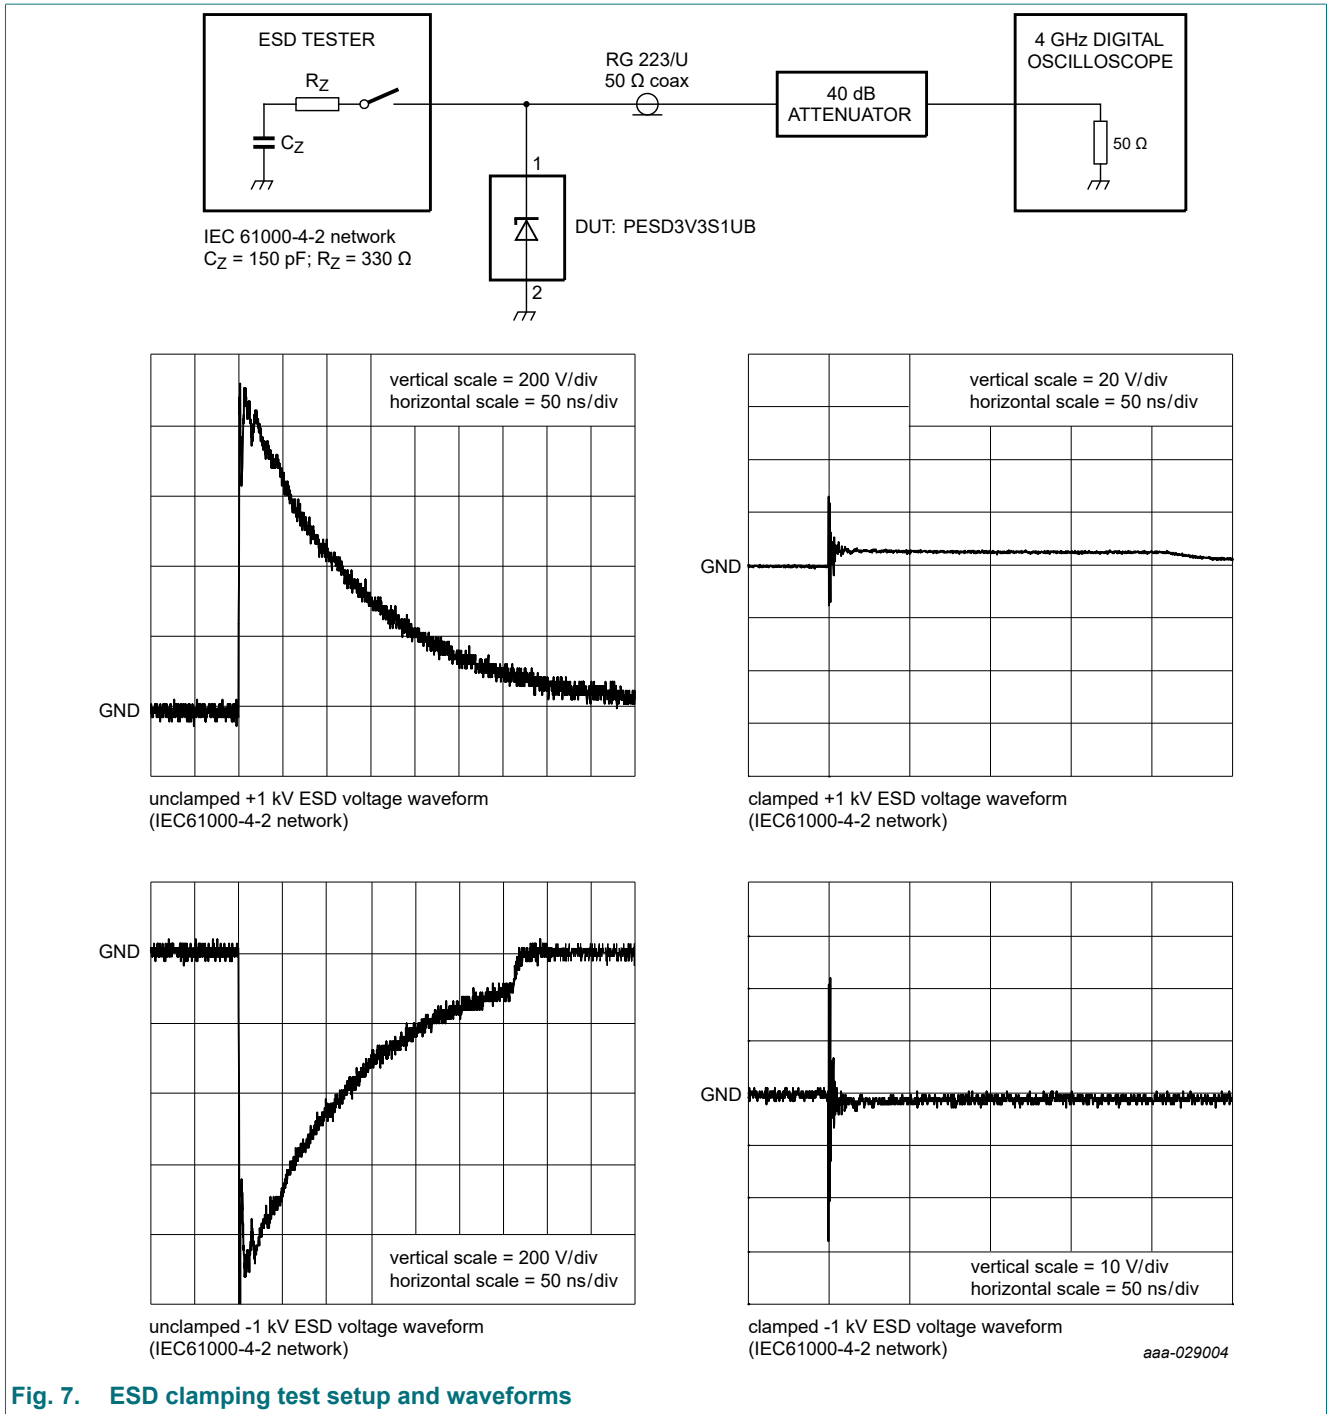 ESD TESTER
RZ
CZ
IEC 61000-4-2 network
CZ = 150 pF; RZ = 330 Ω
RG 223/U
50 Ω coax
40 dB
ATTENUATOR
4 GHz DIGITAL
OSCILLOSCOPE
50 Ω
1
DUT: PESD3V3S1UB
2
vertical scale = 200 V/div
horizontal scale = 50 ns/div
GND
unclamped +1 kV ESD voltage waveform
(IEC61000-4-2 network)
vertical scale = 20 V/div
horizontal scale = 50 ns/div
GND
clamped +1 kV ESD voltage waveform
(IEC61000-4-2 network)
GND
vertical scale = 200 V/div
horizontal scale = 50 ns/div
unclamped -1 kV ESD voltage waveform
(IEC61000-4-2 network)
GND
vertical scale = 10 V/div
horizontal scale = 50 ns/div
clamped -1 kV ESD voltage waveform
(IEC61000-4-2 network)
aaa-029004
Fig. 7. ESD clamping test setup and waveforms